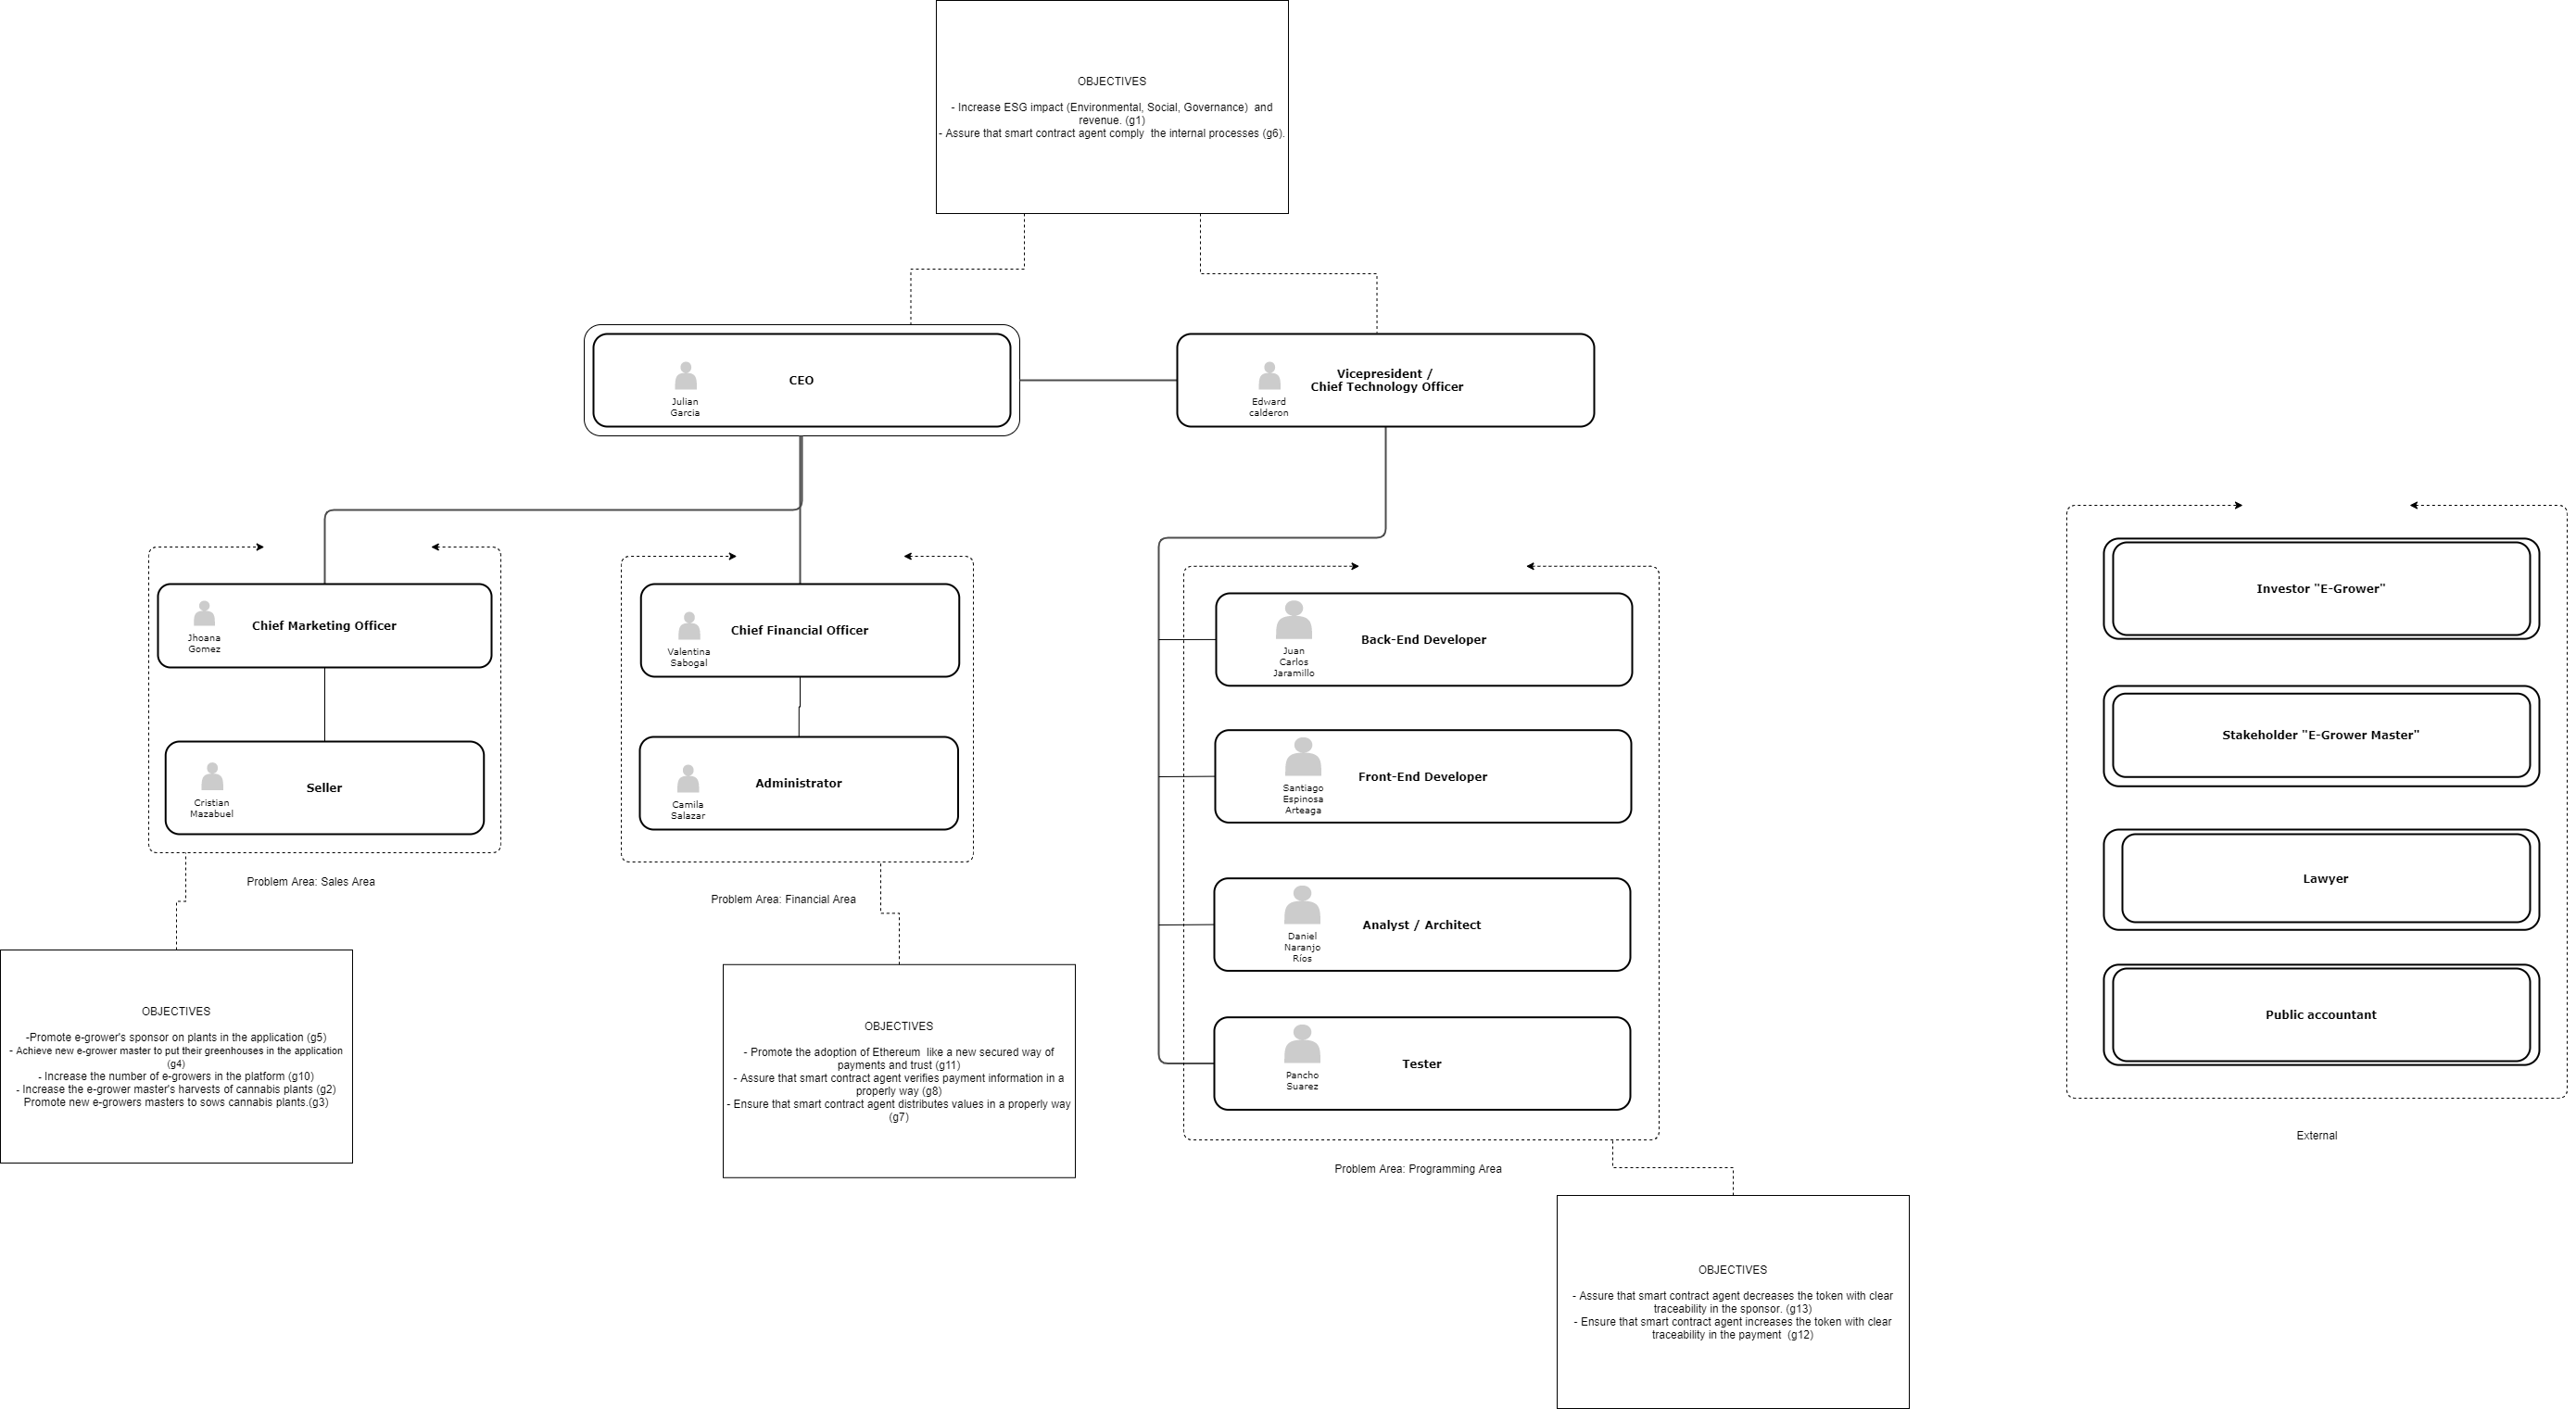 OBJECTIVES
- Increase ESG impact (Environmental, Social, Governance)  and
revenue. (g1)
- Assure that smart contract agent comply  the internal processes (g6).
CEO
Julian
Garcia
Vicepresident /
Chief Technology Officer
Edward
calderon
Chief Marketing Officer
Jhoana
Gomez
Seller
Cristian
Mazabuel
Problem Area: Sales Area
OBJECTIVES
-Promote e-grower's sponsor on plants in the application (g5)
- Achieve new e-grower master to put their greenhouses in the application
(g4)
- Increase the number of e-growers in the platform (g10)
- Increase the e-grower master's harvests of cannabis plants (g2)
Promote new e-growers masters to sows cannabis plants.(g3)
Chief Financial Officer
Valentina
Sabogal
Administrator
Camila
Salazar
Problem Area: Financial Area
OBJECTIVES
- Promote the adoption of Ethereum  like a new secured way of
payments and trust (g11)
- Assure that smart contract agent verifies payment information in a
properly way (g8)
- Ensure that smart contract agent distributes values in a properly way
(g7)
Back-End Developer
Juan
Carlos
Jaramillo
Front-End Developer
Santiago
Espinosa
Arteaga
Analyst / Architect
Daniel
Naranjo
Ríos
Tester
Pancho
Suarez
Problem Area: Programming Area
OBJECTIVES
- Assure that smart contract agent decreases the token with clear
traceability in the sponsor. (g13)
- Ensure that smart contract agent increases the token with clear
traceability in the payment  (g12)
Investor "E-Grower"
Stakeholder "E-Grower Master"
Lawyer
Public accountant
External